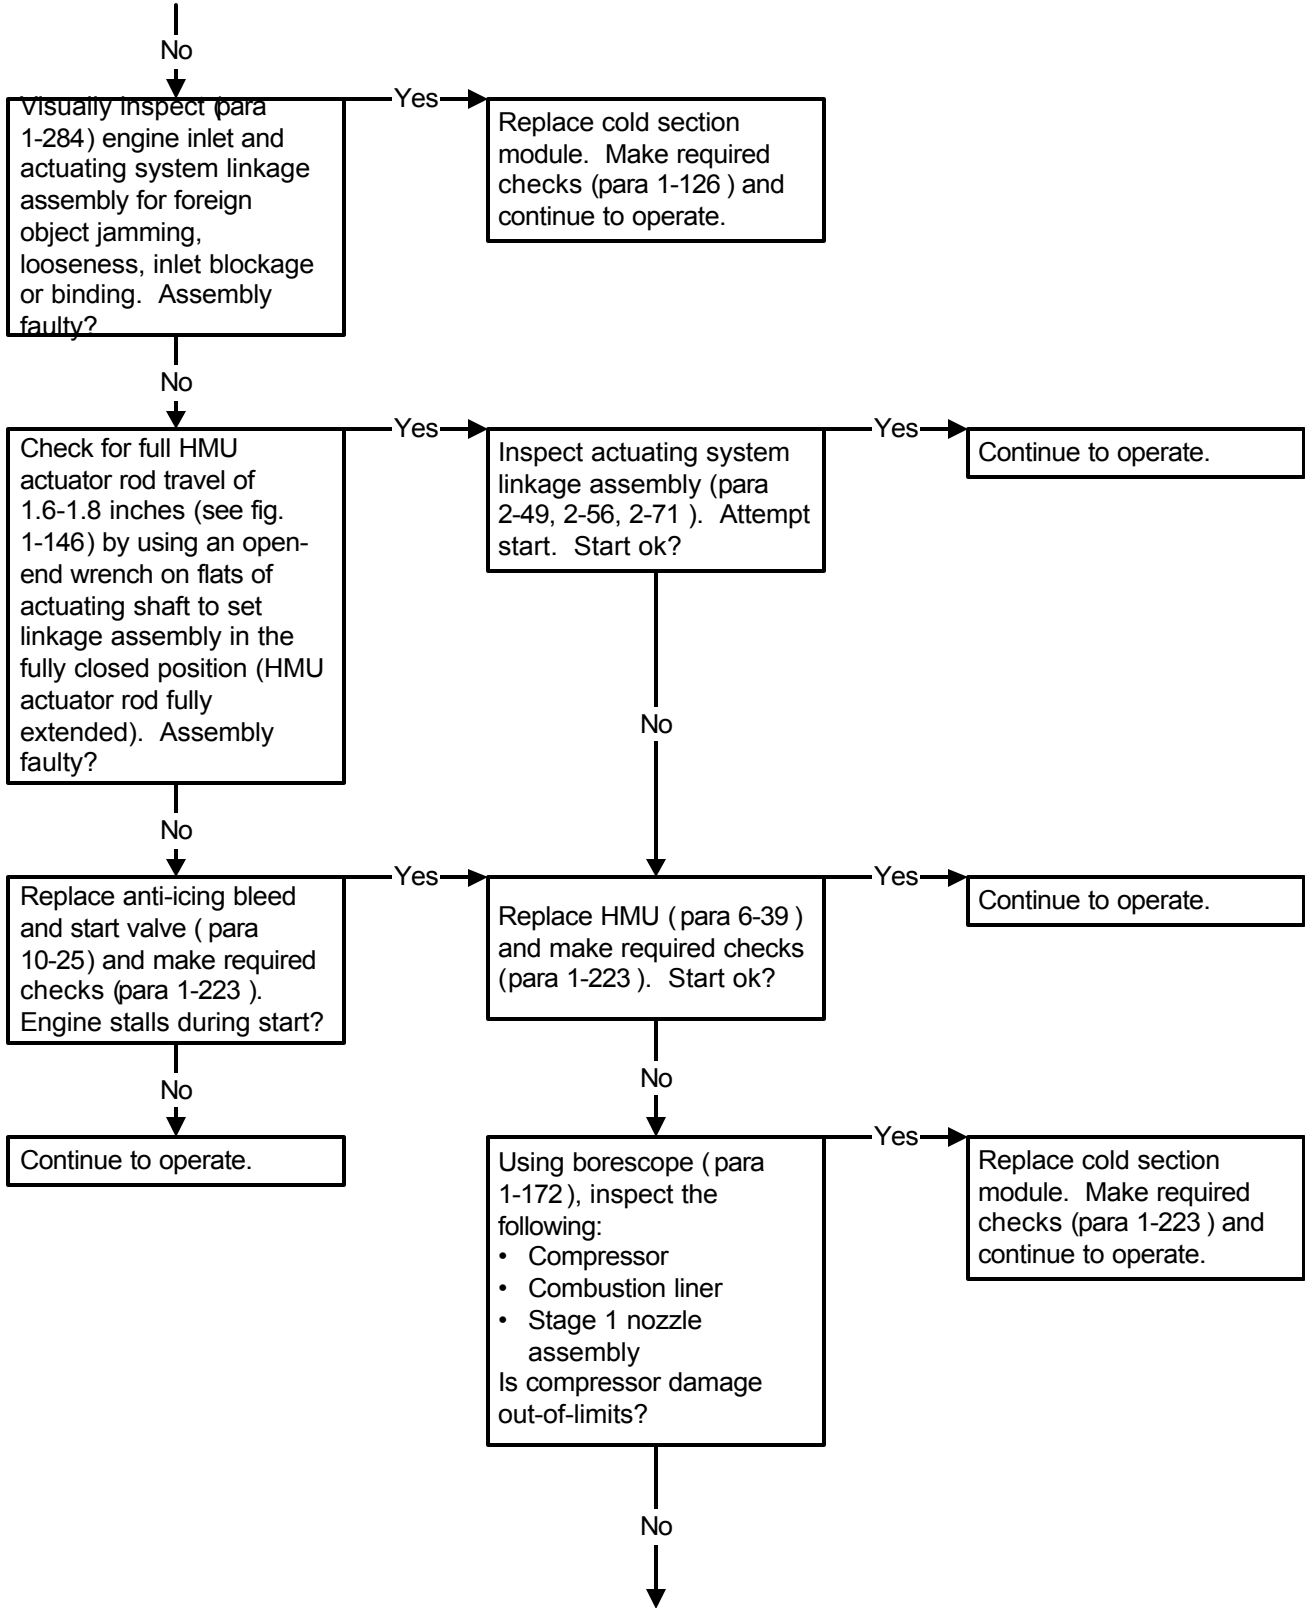 No
Visually inspect (para
1-284) engine inlet and
actuating system linkage
assembly for foreign
object jamming,
looseness, inlet blockage
or binding.  Assembly
faulty?
Yes
Replace cold section
module.  Make required
checks (para 1-126 ) and
continue to operate.
No
Check for full HMU
actuator rod travel of
1.6-1.8 inches (see fig.
1-146) by using an open-
end wrench on flats of
actuating shaft to set
linkage assembly in the
fully closed position (HMU
actuator rod fully
extended).  Assembly
faulty?
Yes
Inspect actuating system
linkage assembly (para
2-49, 2-56, 2-71 ).  Attempt
start.  Start ok?
Yes
Continue to operate.
No
No
Replace anti-icing bleed
and start valve ( para
10-25) and make required
checks (para 1-223 ).
Engine stalls during start?
Yes
Replace HMU ( para 6-39 )
and make required checks
(para 1-223 ).  Start ok?
Yes
Continue to operate.
No
Continue to operate.
No
Using borescope ( para
1-172 ), inspect the
following:
• Compressor
• Combustion liner
• Stage 1 nozzle
assembly
Is compressor damage
out-of-limits?
Yes
Replace cold section
module.  Make required
checks (para 1-223 ) and
continue to operate.
No